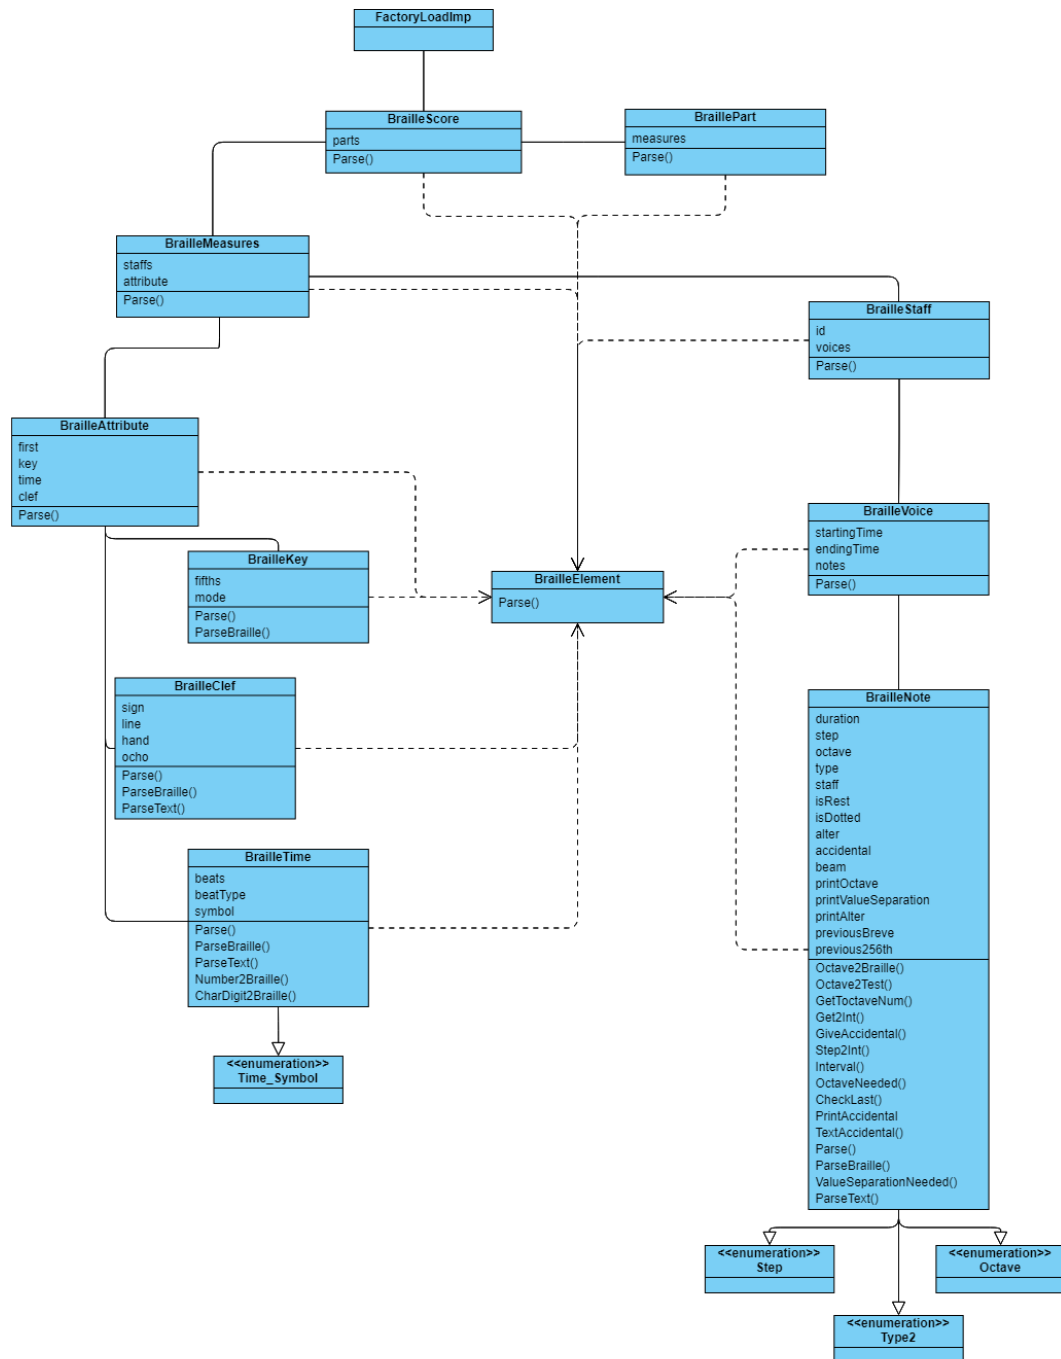 FactoryLoadImp
BrailleScore
parts
Parse()
BraillePart
measures
Parse()
BrailleMeasures
staffs
attribute
Parse()
BrailleStaff
id
voices
Parse()
BrailleAttribute
first
key
time
clef
Parse()
BrailleVoice
startingTime
endingTime
notes
Parse()
BrailleKey
fifths
mode
Parse()
ParseBraille()
BrailleElement
Parse()
BrailleClef
sign
line
hand
ocho
Parse()
ParseBraille()
ParseText()
BrailleNote
duration
step
octave
type
staff
isRest
isDotted
alter
accidental
beam
printOctave
printValueSeparation
printAlter
previousBreve
previous256th
Octave2Braille()
Octave2Test()
GetToctaveNum()
Get2Int()
GiveAccidental()
Step2Int()
Interval()
OctaveNeeded()
CheckLast()
PrintAccidental
TextAccidental()
Parse()
ParseBraille()
ValueSeparationNeeded()
ParseText()
BrailleTime
beats
beatType
symbol
Parse()
ParseBraille()
ParseText()
Number2Braille()
CharDigit2Braille()
<<enumeration>>
Time_Symbol
<<enumeration>>
Step
<<enumeration>>
Octave
<<enumeration>>
Type2